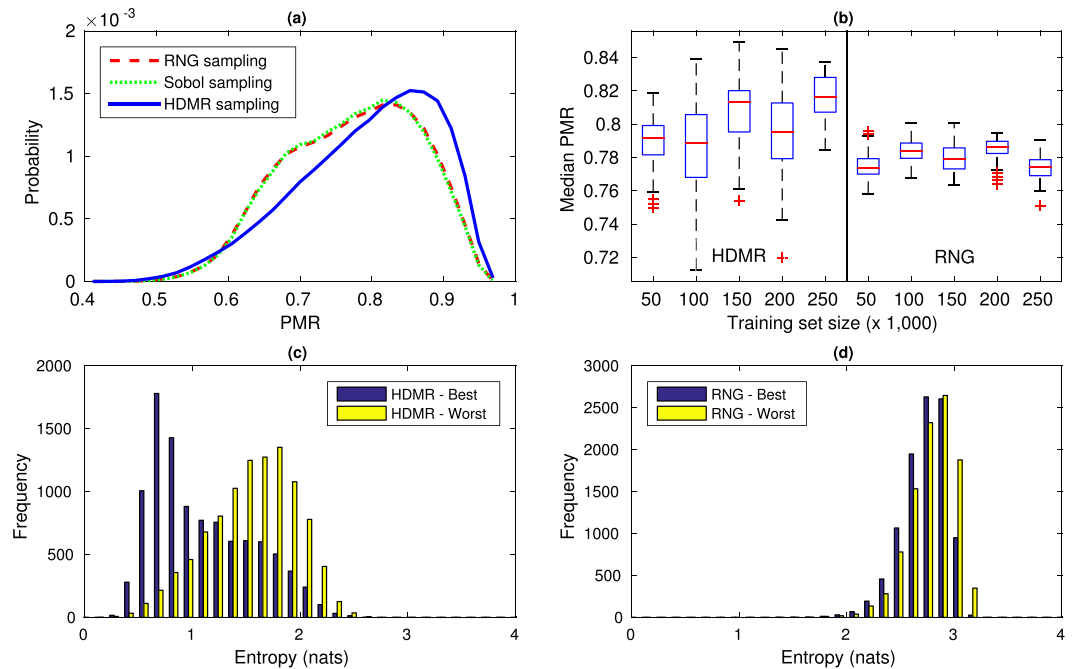 (a)
×10⁻³
2
1.5
1
0.5
0
Probability
RNG sampling
Sobol sampling
HDMR sampling
0.4 0.5 0.6 0.7 0.8 0.9 1
PMR
(b)
0.84
0.82
0.8
0.78
0.76
0.74
0.72
Median PMR
HDMR RNG
50 100 150 200 250 50 100 150 200 250
Training set size (x 1,000)
(c)
2000
1500
1000
500
0
Frequency
HDMR - Best
HDMR - Worst
0 1 2 3 4
Entropy (nats)
(d)
3000
2500
2000
1500
1000
500
0
Frequency
RNG - Best
RNG - Worst
0 1 2 3 4
Entropy (nats)